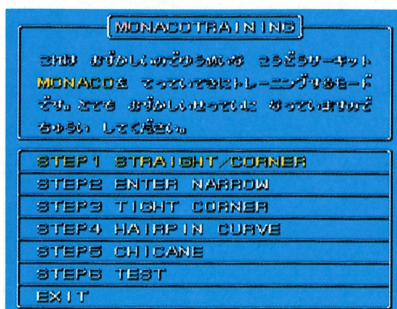 MONACO TRAINING
これは むずかしいので ゆうめいな こうどうサーキット
MONACOを てっていてきに トレーニングするモード
です。とても むずかしいせっていに なっていますので
ちゅうい してください。
STEP1 STRAIGHT/CORNER
STEP2 ENTER NARROW
STEP3 TIGHT CORNER
STEP4 HAIRPIN CURVE
STEP5 CHICANE
STEP6 TEST
EXIT